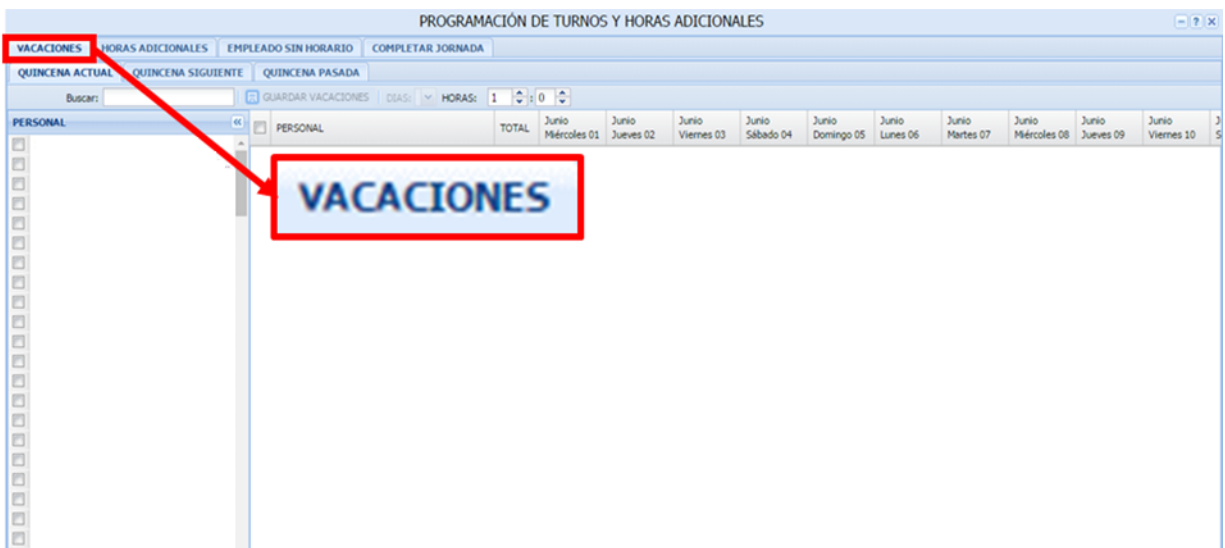 PROGRAMACIÓN DE TURNOS Y HORAS ADICIONALES
VACACIONES HORAS ADICIONALES EMPLEADO SIN HORARIO COMPLETAR JORNADA
QUINCENA ACTUAL QUINCENA SIGUIENTE QUINCENA PASADA
Buscar: GUARDAR VACACIONES DIAS: HORAS: 1 : 0
PERSONAL PERSONAL TOTAL Junio Miércoles 01 Junio Jueves 02 Junio Viernes 03 Junio Sábado 04 Junio Domingo 05 Junio Lunes 06 Junio Martes 07 Junio Miércoles 08 Junio Jueves 09 Junio Viernes 10
VACACIONES